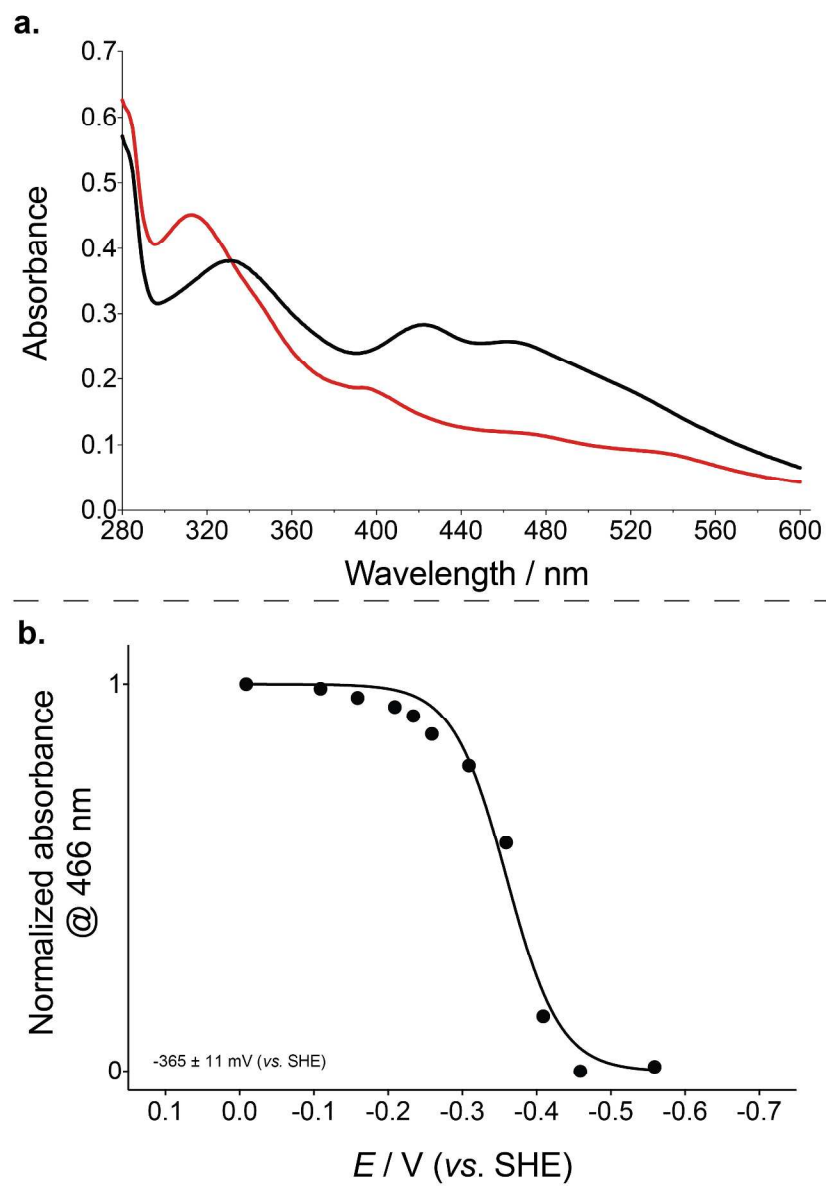 a.
0.7
0.6
0.5
0.4
0.3
0.2
0.1
0.0
Absorbance
280 320 360 400 440 480 520 560 600
Wavelength / nm
b.
1
0
Normalized absorbance
@ 466 nm
-365 ± 11 mV (vs. SHE)
0.1 0.0 -0.1 -0.2 -0.3 -0.4 -0.5 -0.6 -0.7
E / V (vs. SHE)